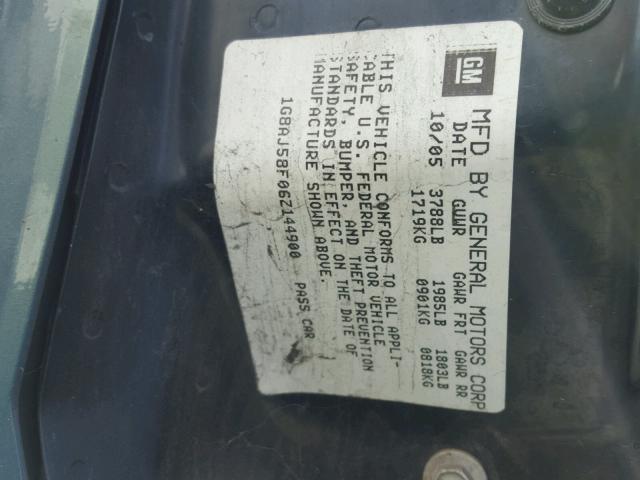 GM
MFD BY GENERAL MOTORS CORP
DATE GVWR GAWR FRT GAWR RR
10/05 3788LB 1985LB 1803LB
1719KG 0901KG 0818KG
THIS VEHICLE CONFORMS TO ALL APPLI-
CABLE U.S. FEDERAL MOTOR VEHICLE
SAFETY, BUMPER, AND THEFT PREVENTION
STANDARDS IN EFFECT ON THE DATE OF
MANUFACTURE SHOWN ABOVE.
1G8AJ58F06Z144900 PASS CAR